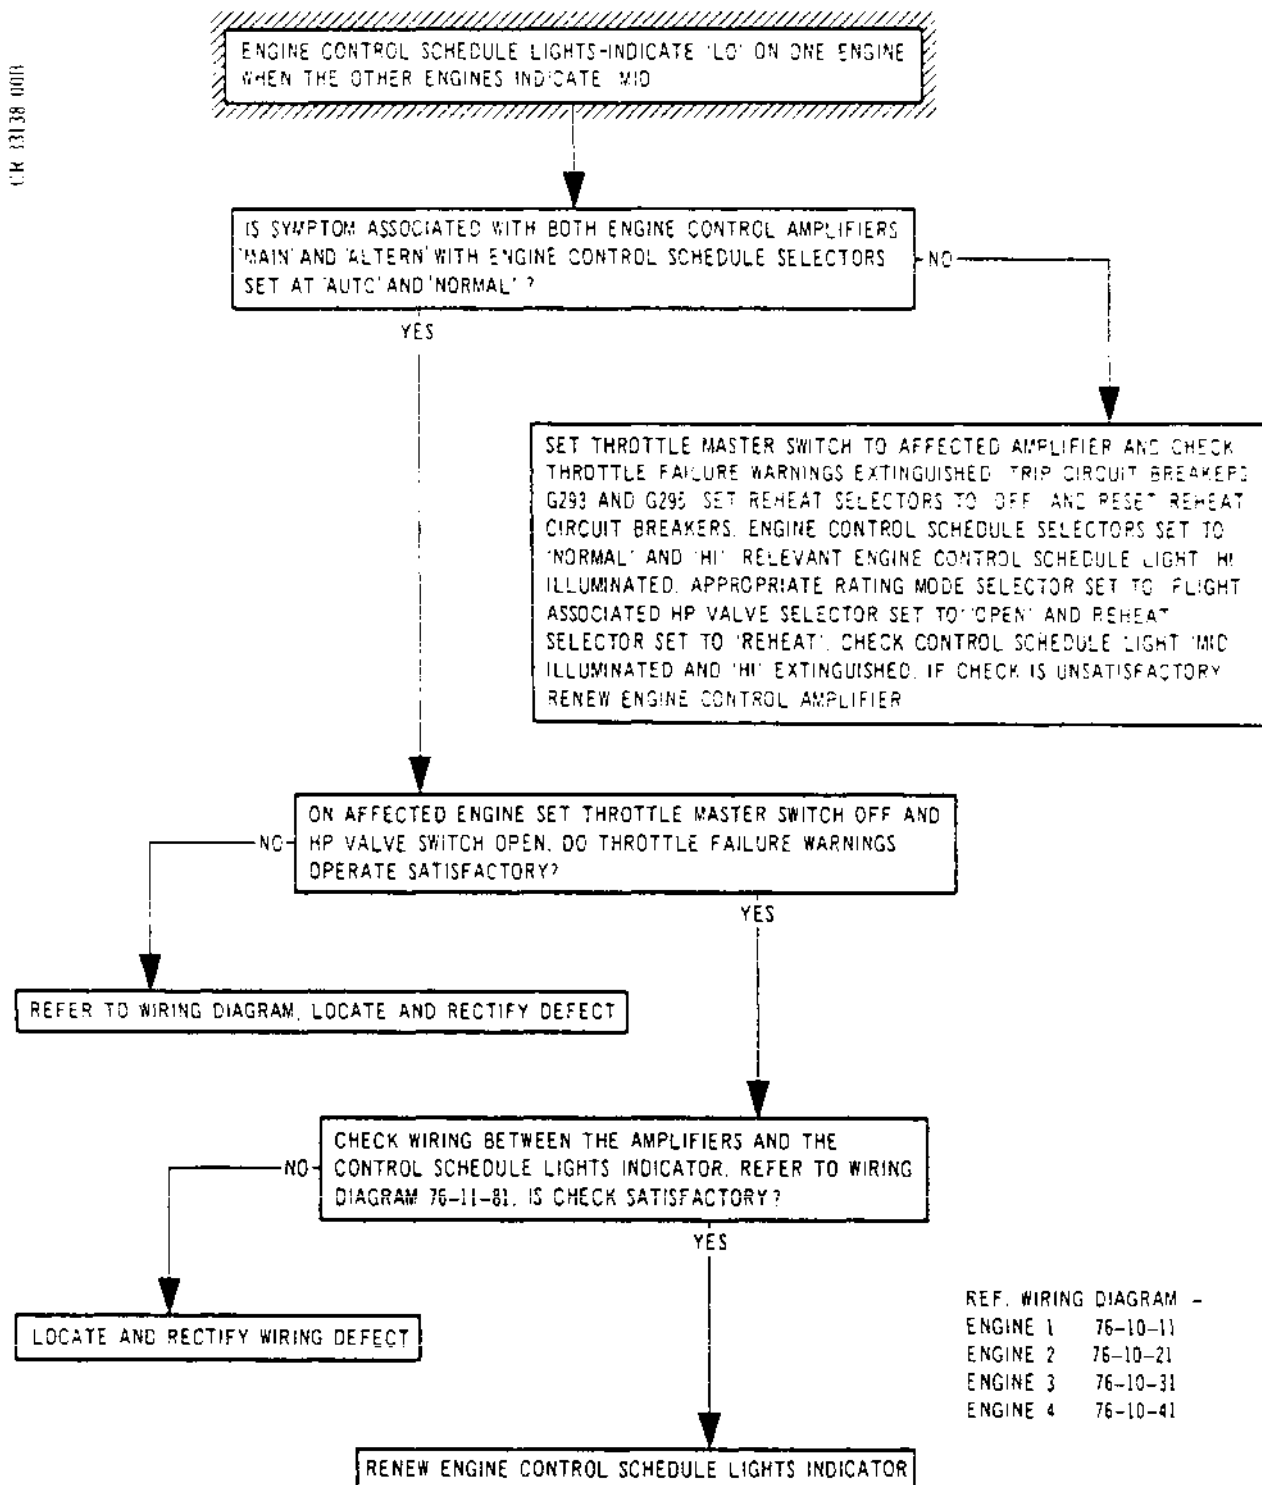 CR 33138 00B
ENGINE CONTROL SCHEDULE LIGHTS-INDICATE 'LO' ON ONE ENGINE
WHEN THE OTHER ENGINES INDICATE 'MID
IS SYMPTOM ASSOCIATED WITH BOTH ENGINE CONTROL AMPLIFIERS
'MAIN' AND 'ALTERN' WITH ENGINE CONTROL SCHEDULE SELECTORS
SET AT 'AUTO' AND 'NORMAL' ?
NO
YES
SET THROTTLE MASTER SWITCH TO AFFECTED AMPLIFIER AND CHECK
THROTTLE FAILURE WARNINGS EXTINGUISHED. TRIP CIRCUIT BREAKERS
G293 AND G295. SET REHEAT SELECTORS TO 'OFF' AND RESET REHEAT
CIRCUIT BREAKERS. ENGINE CONTROL SCHEDULE SELECTORS SET TO
'NORMAL' AND 'HI'. RELEVANT ENGINE CONTROL SCHEDULE LIGHT 'HI
ILLUMINATED. APPROPRIATE RATING MODE SELECTOR SET TO 'FLIGHT
ASSOCIATED HP VALVE SELECTOR SET TO 'OPEN' AND REHEAT
SELECTOR SET TO 'REHEAT'. CHECK CONTROL SCHEDULE LIGHT 'MID
ILLUMINATED AND 'HI' EXTINGUISHED. IF CHECK IS UNSATISFACTORY
RENEW ENGINE CONTROL AMPLIFIER
ON AFFECTED ENGINE SET THROTTLE MASTER SWITCH OFF AND
HP VALVE SWITCH OPEN. DO THROTTLE FAILURE WARNINGS
OPERATE SATISFACTORY?
NO
YES
REFER TO WIRING DIAGRAM, LOCATE AND RECTIFY DEFECT
CHECK WIRING BETWEEN THE AMPLIFIERS AND THE
CONTROL SCHEDULE LIGHTS INDICATOR. REFER TO WIRING
DIAGRAM 76-11-81. IS CHECK SATISFACTORY?
NO
YES
LOCATE AND RECTIFY WIRING DEFECT
REF. WIRING DIAGRAM -
ENGINE 1 76-10-11
ENGINE 2 76-10-21
ENGINE 3 76-10-31
ENGINE 4 76-10-41
RENEW ENGINE CONTROL SCHEDULE LIGHTS INDICATOR